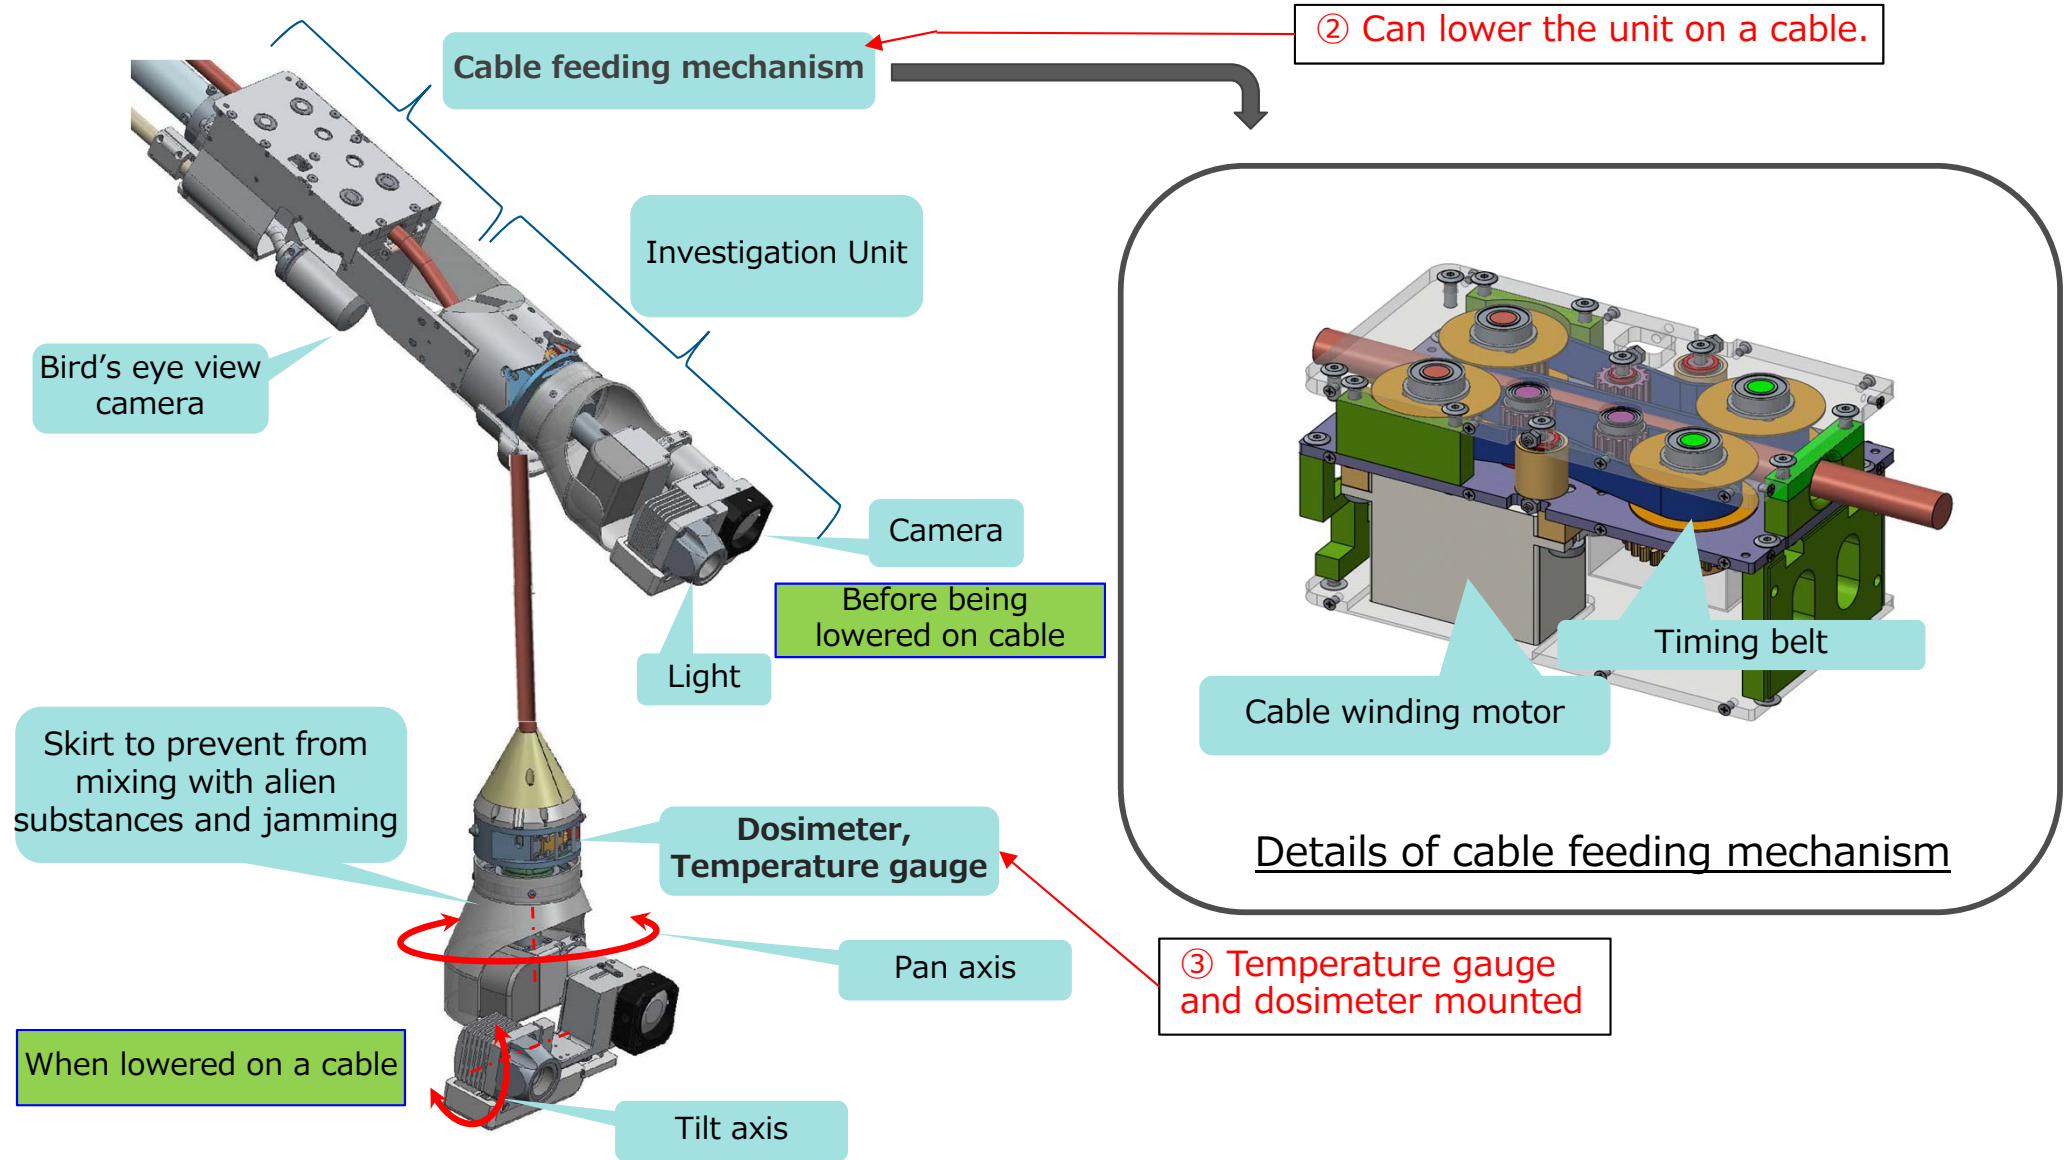 ② Can lower the unit on a cable.
Cable feeding mechanism
Investigation Unit
Bird’s eye view
camera
Camera
Before being
lowered on cable
Light
Timing belt
Cable winding motor
Details of cable feeding mechanism
Skirt to prevent from
mixing with alien
substances and jamming
Dosimeter,
Temperature gauge
Pan axis
③ Temperature gauge
and dosimeter mounted
When lowered on a cable
Tilt axis